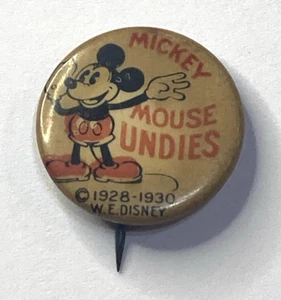 MICKEY
MOUSE
UNDIES
© 1928-1930
W.E. DISNEY